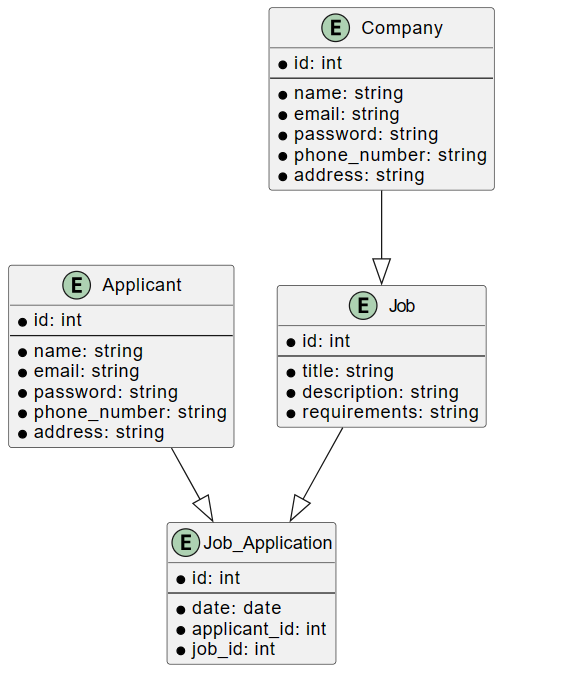 E Company
id: int
name: string
email: string
password: string
phone_number: string
address: string
E Applicant
id: int
name: string
email: string
password: string
phone_number: string
address: string
E Job
id: int
title: string
description: string
requirements: string
E Job_Application
id: int
date: date
applicant_id: int
job_id: int